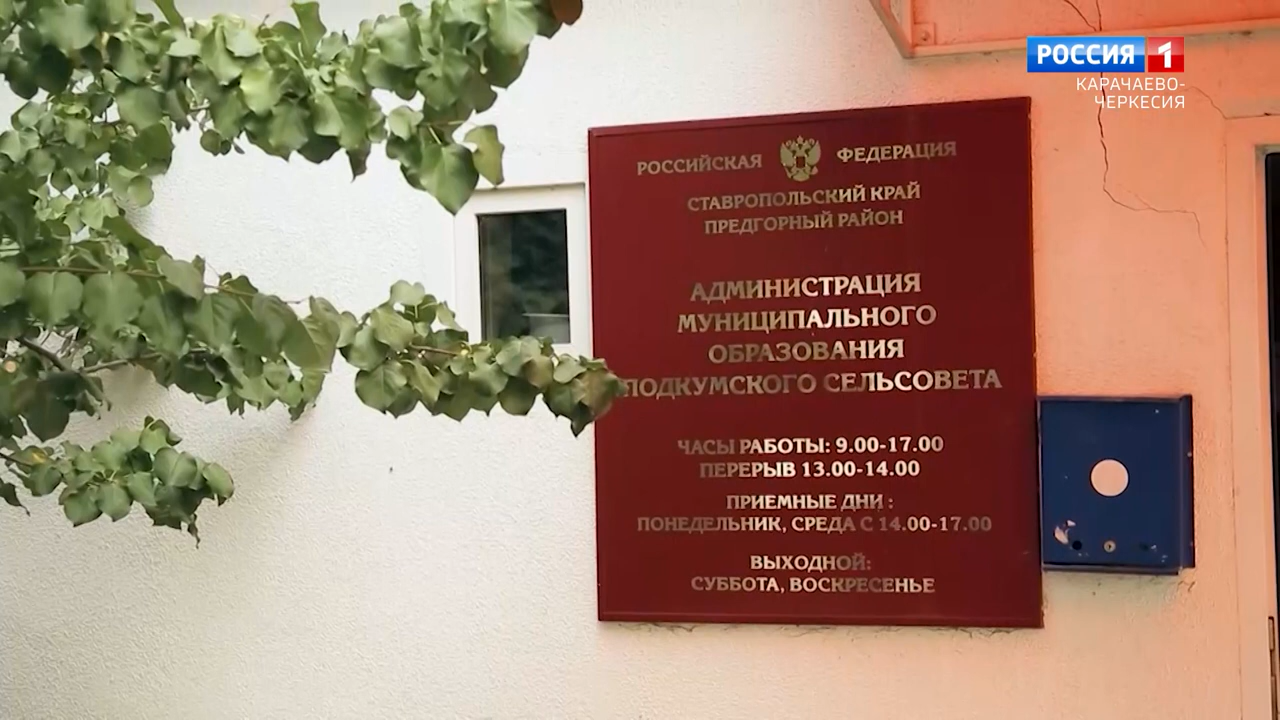 РОССИЯ 1
КАРАЧАЕВО-
ЧЕРКЕСИЯ
РОССИЙСКАЯ ФЕДЕРАЦИЯ
СТАВРОПОЛЬСКИЙ КРАЙ
ПРЕДГОРНЫЙ РАЙОН
АДМИНИСТРАЦИЯ
МУНИЦИПАЛЬНОГО
ОБРАЗОВАНИЯ
ПОДКУМСКОГО СЕЛЬСОВЕТА
ЧАСЫ РАБОТЫ: 9.00-17.00
ПЕРЕРЫВ 13.00-14.00
ПРИЕМНЫЕ ДНИ :
ПОНЕДЕЛЬНИК, СРЕДА С 14.00-17.00
ВЫХОДНОЙ:
СУББОТА, ВОСКРЕСЕНЬЕ